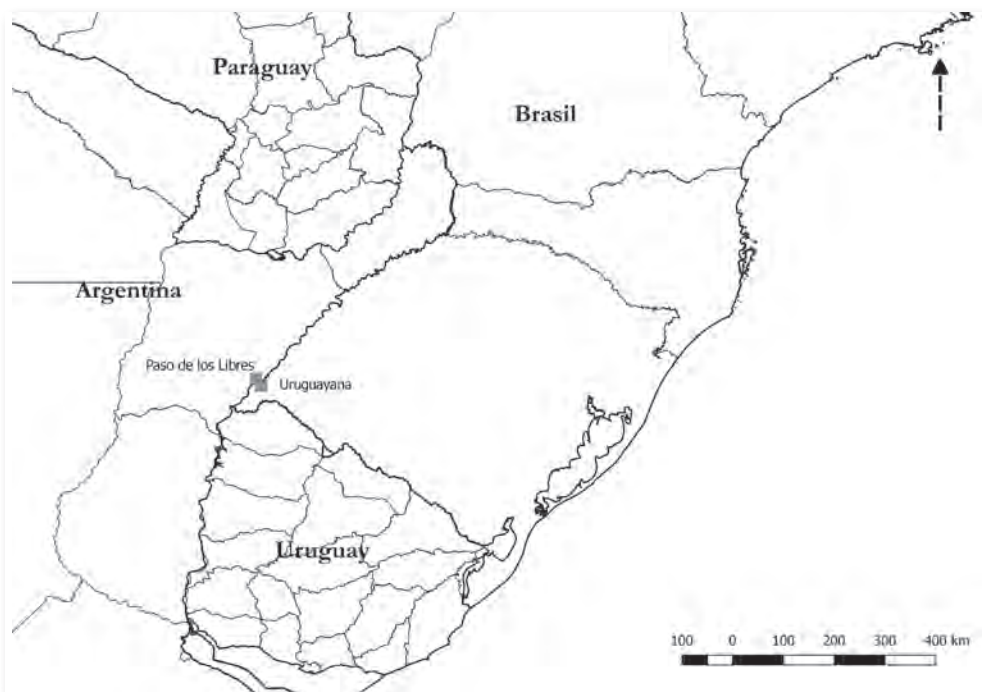 Paraguay
Brasil
Argentina
Paso de los Libres
Uruguayana
Uruguay
100 0 100 200 300 400 km